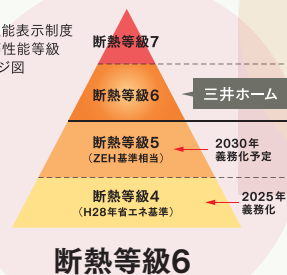 能表示制度
性能等級
ジ図
断熱等級7
断熱等級6
三井ホーム
断熱等級5
（ZEH基準相当）
2030年
義務化予定
断熱等級4
（H28年省エネ基準）
2025年
義務化
断熱等級6